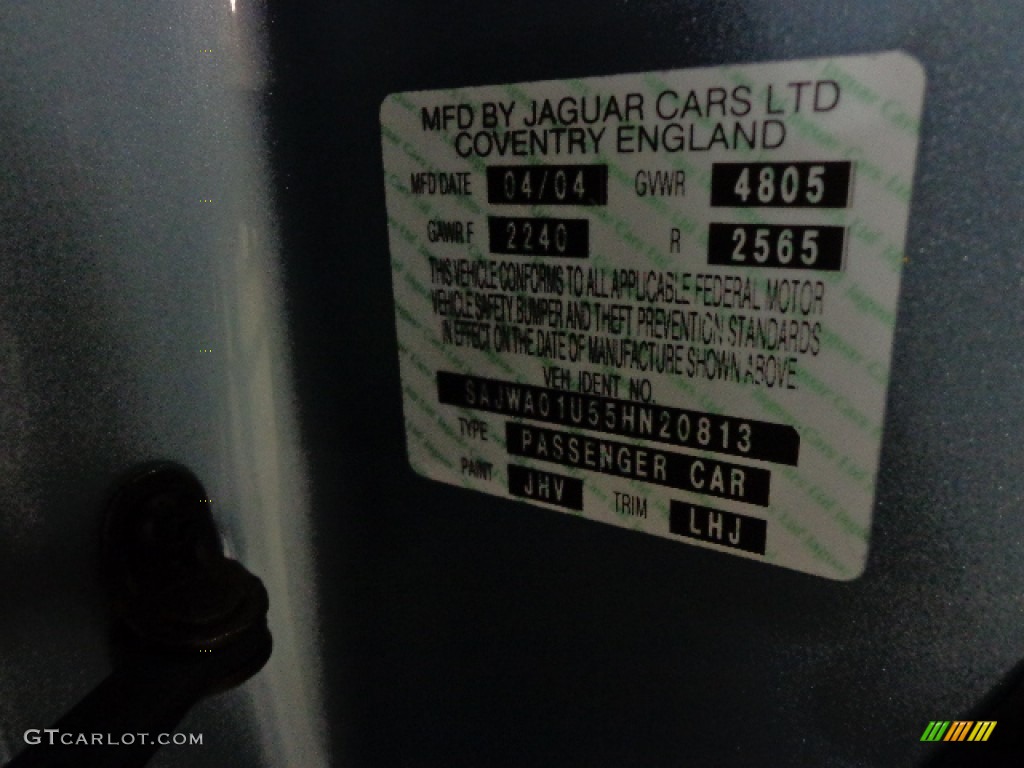 MFD BY JAGUAR CARS LTD
COVENTRY ENGLAND
MFD DATE 04/04 GVWR 4805
GAWR.F 2240 R 2565
THIS VEHICLE CONFORMS TO ALL APPLICABLE FEDERAL MOTOR
VEHICLE SAFETY, BUMPER AND THEFT PREVENTION STANDARDS
IN EFFECT ON THE DATE OF MANUFACTURE SHOWN ABOVE
VEH. IDENT. NO.
SAJWA01U55HN20813
TYPE PASSENGER CAR
PAINT JHV TRIM LHJ
GTCARLOT.COM